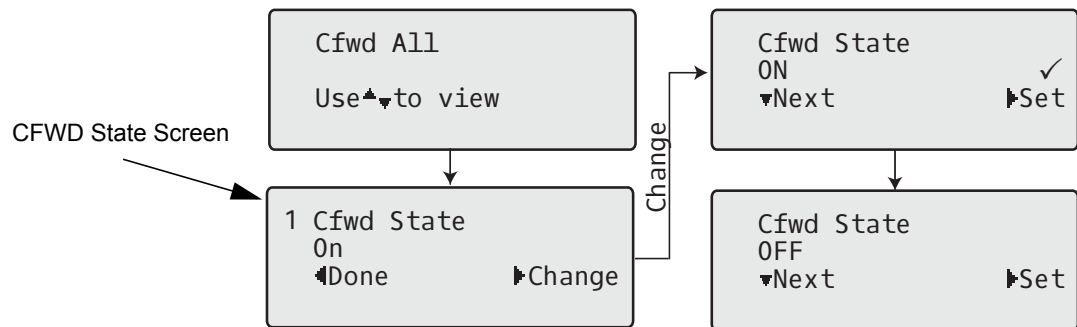 Cfwd All
Use▲▼to view
CFWD State Screen
1 Cfwd State
On
◀Done ▶Change
Change
Cfwd State
ON ✓
▼Next ▶Set
Cfwd State
OFF
▼Next ▶Set